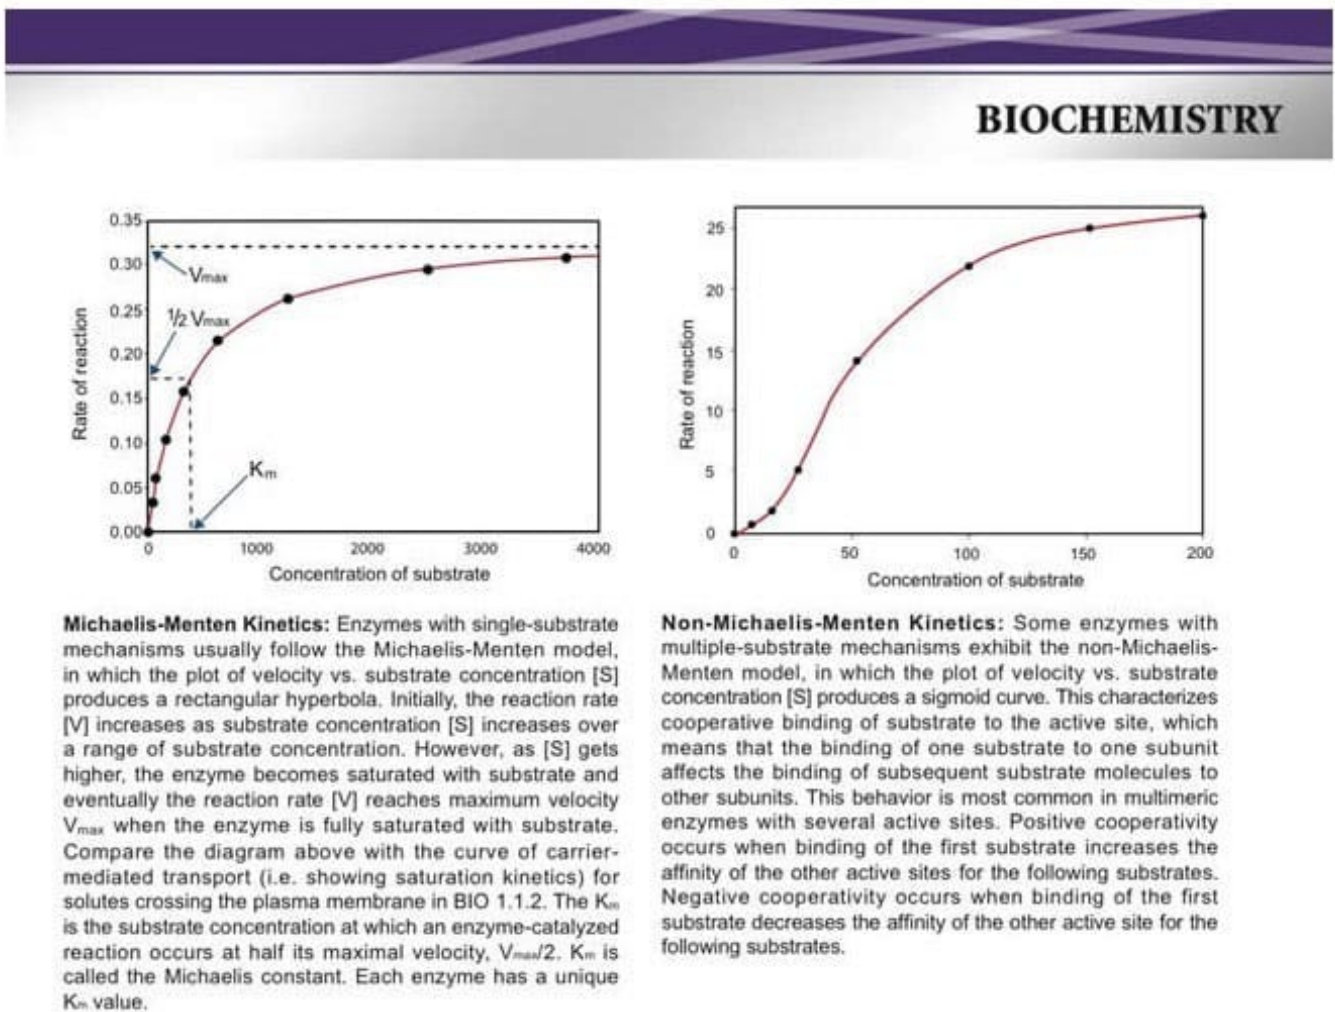 BIOCHEMISTRY
0.35
0.30
0.25
0.20
0.15
0.10
0.05
0.00
Rate of reaction
Vmax
1/2 Vmax
Km
0 1000 2000 3000 4000
Concentration of substrate
25
20
15
10
5
0
Rate of reaction
0 50 100 150 200
Concentration of substrate
Michaelis-Menten Kinetics: Enzymes with single-substrate
mechanisms usually follow the Michaelis-Menten model,
in which the plot of velocity vs. substrate concentration [S]
produces a rectangular hyperbola. Initially, the reaction rate
[V] increases as substrate concentration [S] increases over
a range of substrate concentration. However, as [S] gets
higher, the enzyme becomes saturated with substrate and
eventually the reaction rate [V] reaches maximum velocity
Vmax when the enzyme is fully saturated with substrate.
Compare the diagram above with the curve of carrier-
mediated transport (i.e. showing saturation kinetics) for
solutes crossing the plasma membrane in BIO 1.1.2. The Km
is the substrate concentration at which an enzyme-catalyzed
reaction occurs at half its maximal velocity, Vmax/2. Km is
called the Michaelis constant. Each enzyme has a unique
Km value.
Non-Michaelis-Menten Kinetics: Some enzymes with
multiple-substrate mechanisms exhibit the non-Michaelis-
Menten model, in which the plot of velocity vs. substrate
concentration [S] produces a sigmoid curve. This characterizes
cooperative binding of substrate to the active site, which
means that the binding of one substrate to one subunit
affects the binding of subsequent substrate molecules to
other subunits. This behavior is most common in multimeric
enzymes with several active sites. Positive cooperativity
occurs when binding of the first substrate increases the
affinity of the other active sites for the following substrates.
Negative cooperativity occurs when binding of the first
substrate decreases the affinity of the other active site for the
following substrates.